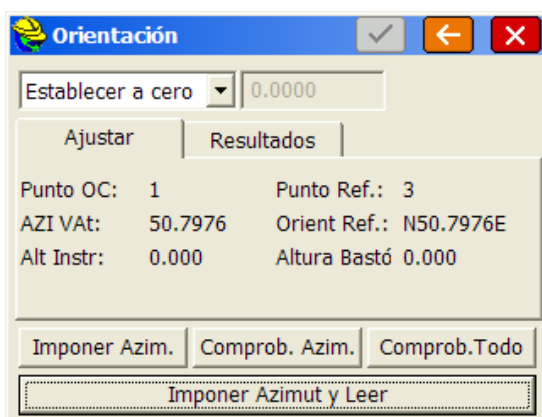 Orientación
Establecer a cero 0.0000
Ajustar Resultados
Punto OC: 1 Punto Ref.: 3
AZI VAt: 50.7976 Orient Ref.: N50.7976E
Alt Instr: 0.000 Altura Bastó 0.000
Imponer Azim. Comprob. Azim. Comprob.Todo
Imponer Azimut y Leer